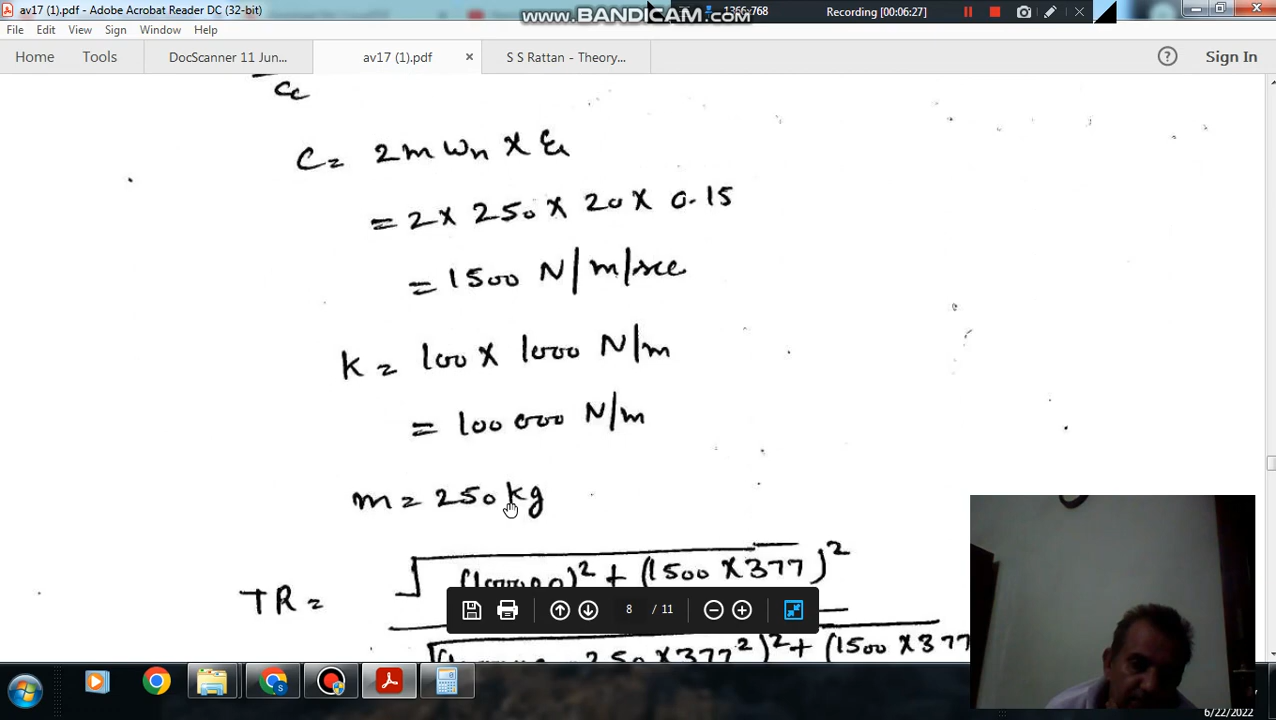 av17 (1).pdf - Adobe Acrobat Reader DC (32-bit)
www.BANDICAM.com
1366x768
Recording [00:06:27]
File Edit View Sign Window Help
Home Tools DocScanner 11 Jun... av17 (1).pdf × S S Rattan - Theory... ? Sign In
Cc
C = 2m ωn × ξ
= 2 × 250 × 20 × 0.15
= 1500 N/m/sec
K = 100 × 1000 N/m
= 100 000 N/m
m = 250 kg
TR = √(100000)² + (1500 × 377)²
250 × 377²)² + (1500 × 377
8 / 11
6/22/2022